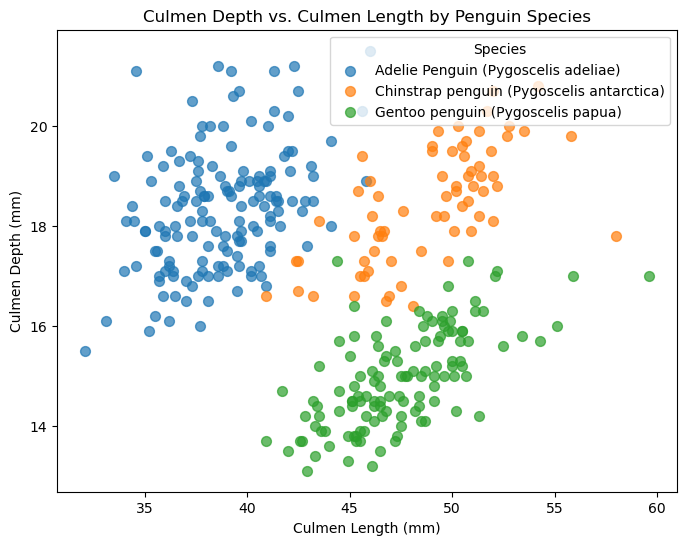 Culmen Depth vs. Culmen Length by Penguin Species
Species
Adelie Penguin (Pygoscelis adeliae)
Chinstrap penguin (Pygoscelis antarctica)
Gentoo penguin (Pygoscelis papua)
Culmen Depth (mm)
20
18
16
14
35
40
45
50
55
60
Culmen Length (mm)